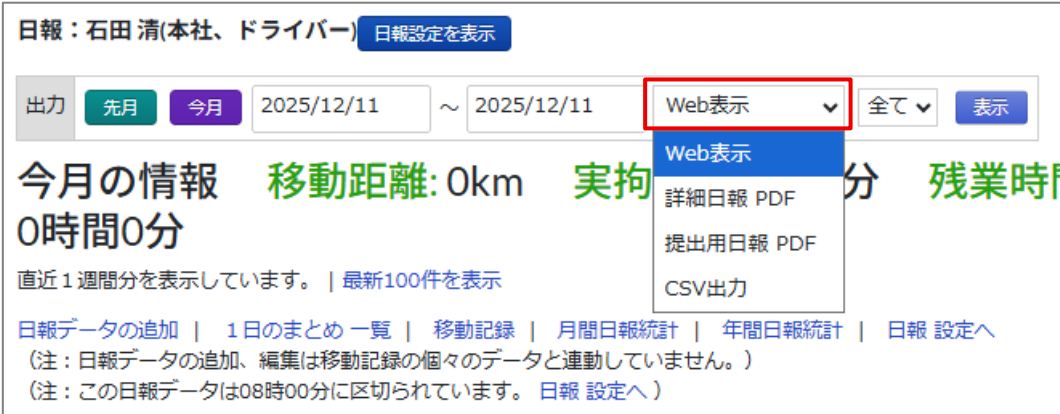 日報：石田 清(本社、ドライバー) 日報設定を表示
出力 先月 今月 2025/12/11 ～ 2025/12/11 Web表示 全て 表示
今月の情報 移動距離: 0km 実拘 分 残業時
0時間0分
Web表示
詳細日報 PDF
提出用日報 PDF
CSV出力
直近１週間分を表示しています。 | 最新100件を表示
日報データの追加 | １日のまとめ 一覧 | 移動記録 | 月間日報統計 | 年間日報統計 | 日報 設定へ
（注：日報データの追加、編集は移動記録の個々のデータと連動していません。）
（注：この日報データは08時00分に区切られています。 日報 設定へ ）